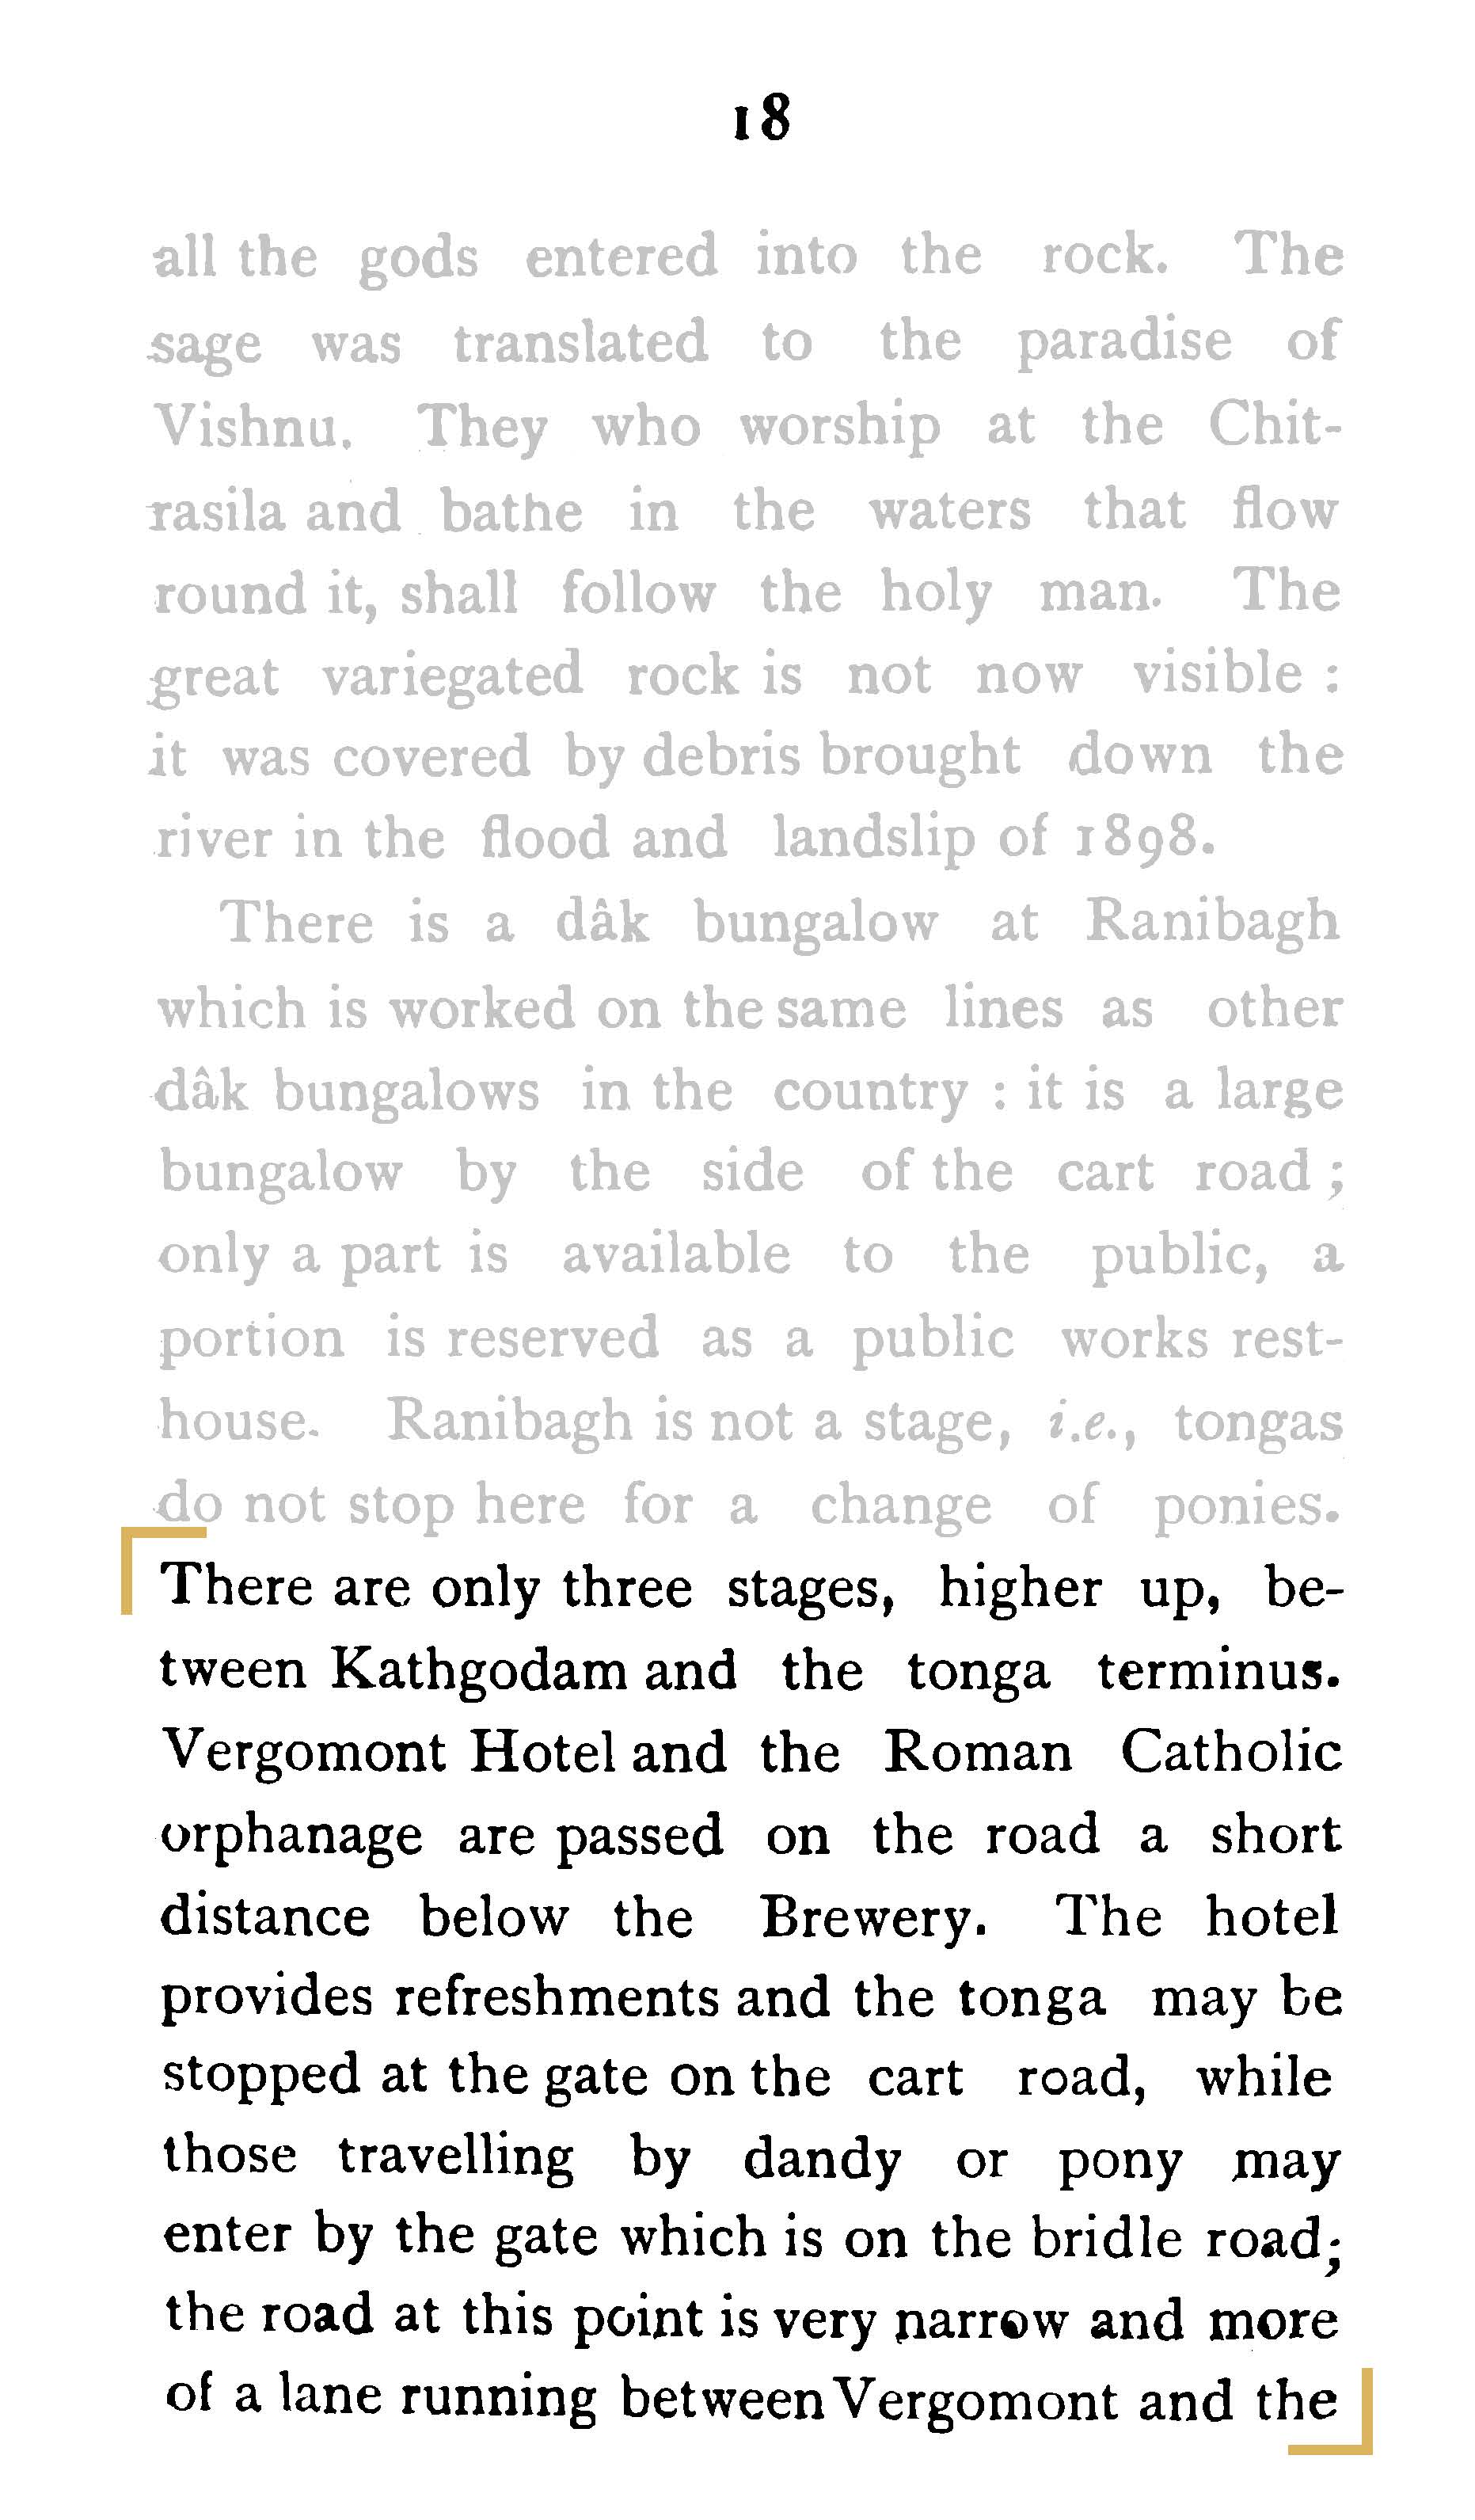 18
all the gods entered into the rock. The
sage was translated to the paradise of
Vishnu. They who worship at the Chit-
rasila and bathe in the waters that flow
round it, shall follow the holy man. The
great variegated rock is not now visible :
it was covered by debris brought down the
river in the flood and landslip of 1898.
There is a dâk bungalow at Ranibagh
which is worked on the same lines as other
dâk bungalows in the country : it is a large
bungalow by the side of the cart road ;
only a part is available to the public, a
portion is reserved as a public works rest-
house. Ranibagh is not a stage, i.e., tongas
do not stop here for a change of ponies.
There are only three stages, higher up, be-
tween Kathgodam and the tonga terminus.
Vergomont Hotel and the Roman Catholic
orphanage are passed on the road a short
distance below the Brewery. The hotel
provides refreshments and the tonga may be
stopped at the gate on the cart road, while
those travelling by dandy or pony may
enter by the gate which is on the bridle road;
the road at this point is very narrow and more
of a lane running between Vergomont and the